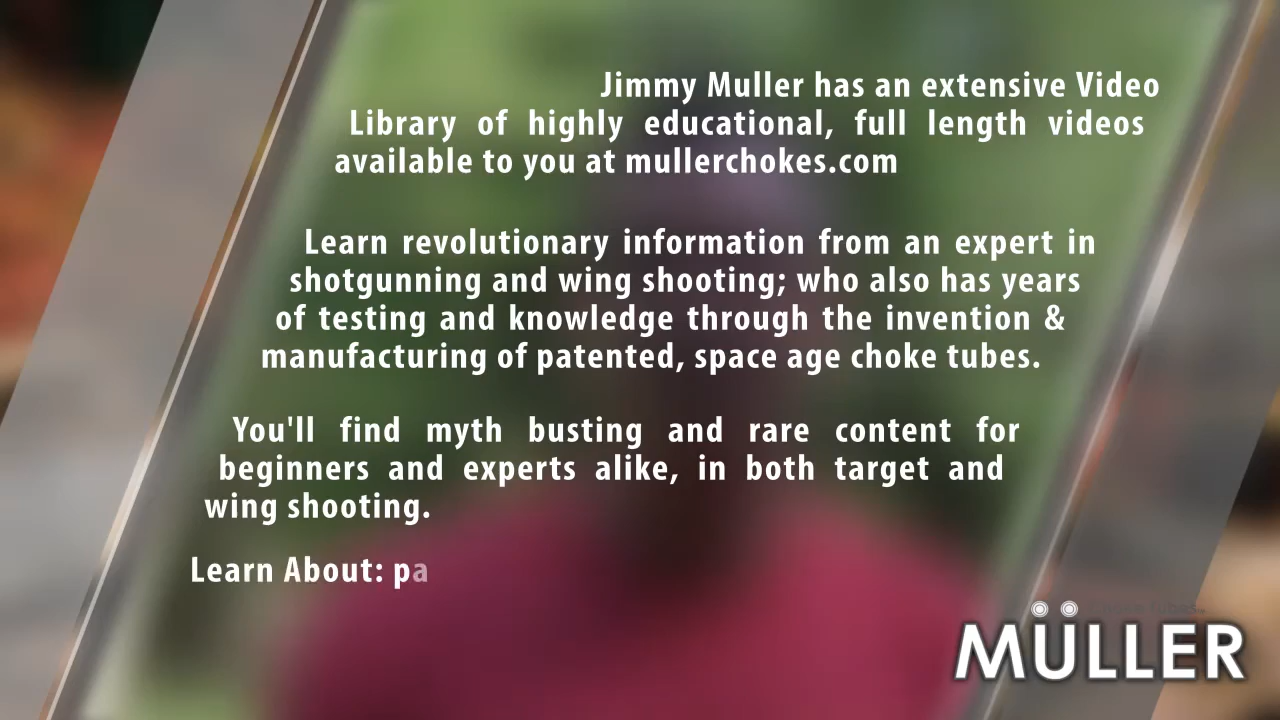 Jimmy Muller has an extensive Video
Library of highly educational, full length videos
available to you at mullerchokes.com
Learn revolutionary information from an expert in
shotgunning and wing shooting; who also has years
of testing and knowledge through the invention &
manufacturing of patented, space age choke tubes.
You'll find myth busting and rare content for
beginners and experts alike, in both target and
wing shooting.
Learn About: pa
MÜLLER